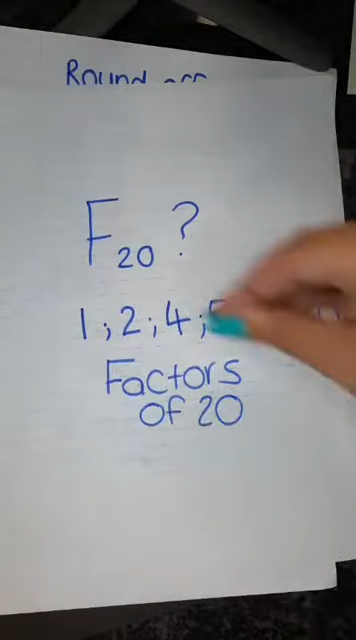 Round
F₂₀ ?
1 ; 2 ; 4 ;
Factors
of 20